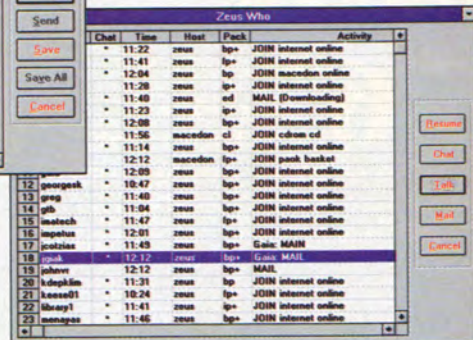 Zeus Who
Send
Save
Save All
Cancel
Chat Time Host Pack Activity
* 11:22 zeus bp+ JOIN internet online
* 11:41 zeus fp+ JOIN internet online
* 12:04 zeus bp JOIN macedon online
11:28 zeus ip+ JOIN internet online
* 11:40 zeus ed MAIL (Downloading)
* 11:23 zeus ip+ JOIN internet online
* 12:08 zeus bp+ JOIN internet online
11:56 macedon cl JOIN cdrom cd
* 11:14 zeus bp+ JOIN internet online
12:12 macedon fp+ JOIN paok basket
* 12:09 zeus bp+ JOIN internet online
12 georgesk * 10:47 zeus bp+ JOIN internet online
13 greg * 11:40 zeus bp+ JOIN internet online
14 gtb * 11:04 zeus bp+ JOIN internet online
15 imatech * 11:47 zeus fp+ JOIN internet online
16 impetus * 12:01 zeus bp+ JOIN internet online
17 jcotzias * 11:49 zeus bp+ Gaia: MAIN
18 * 12:12 zeus bp+ Gaia: MAIL
19 johnvr 12:12 zeus bp+ MAIL
20 kdepklim * 11:31 zeus bp JOIN internet online
21 keese01 * 10:24 zeus fp+ JOIN internet online
22 library1 * 11:41 zeus ip+ JOIN internet online
23 menayas * 11:46 zeus bp+ JOIN internet online
Resume
Chat
Talk
Mail
Cancel